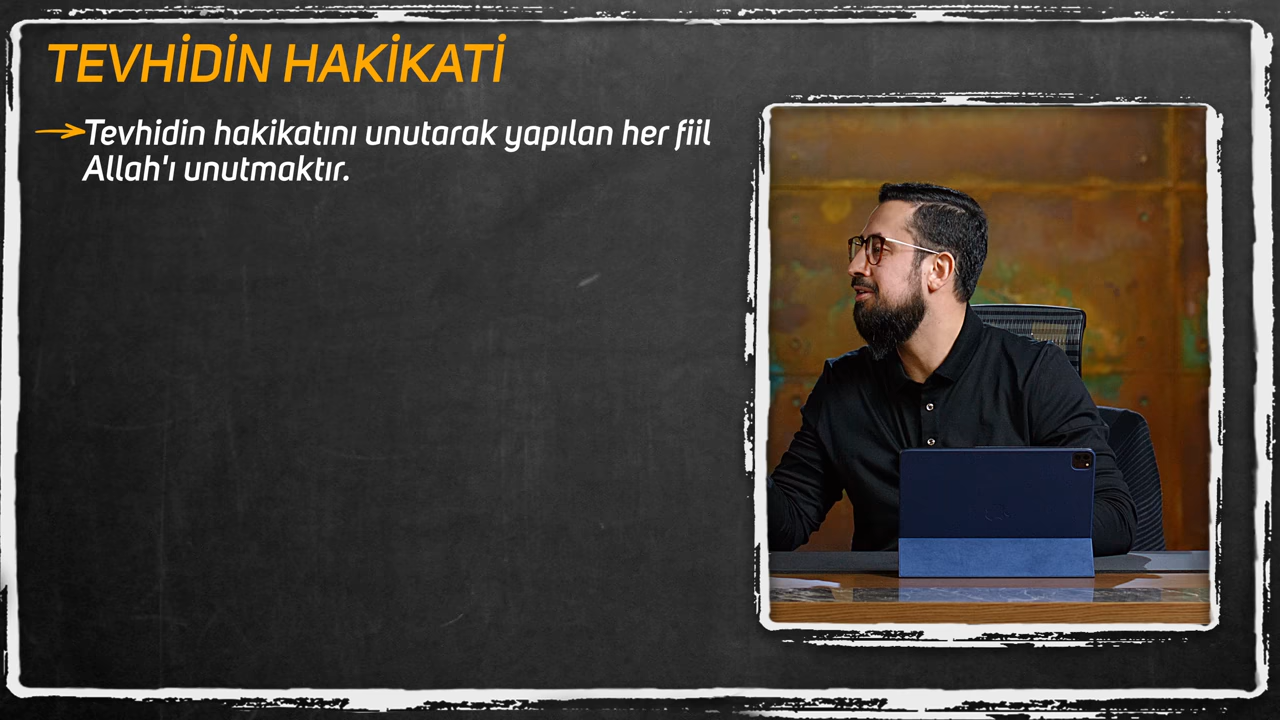 TEVHİDİN HAKİKATİ
Tevhidin hakikatını unutarak yapılan her fiil
Allah'ı unutmaktır.